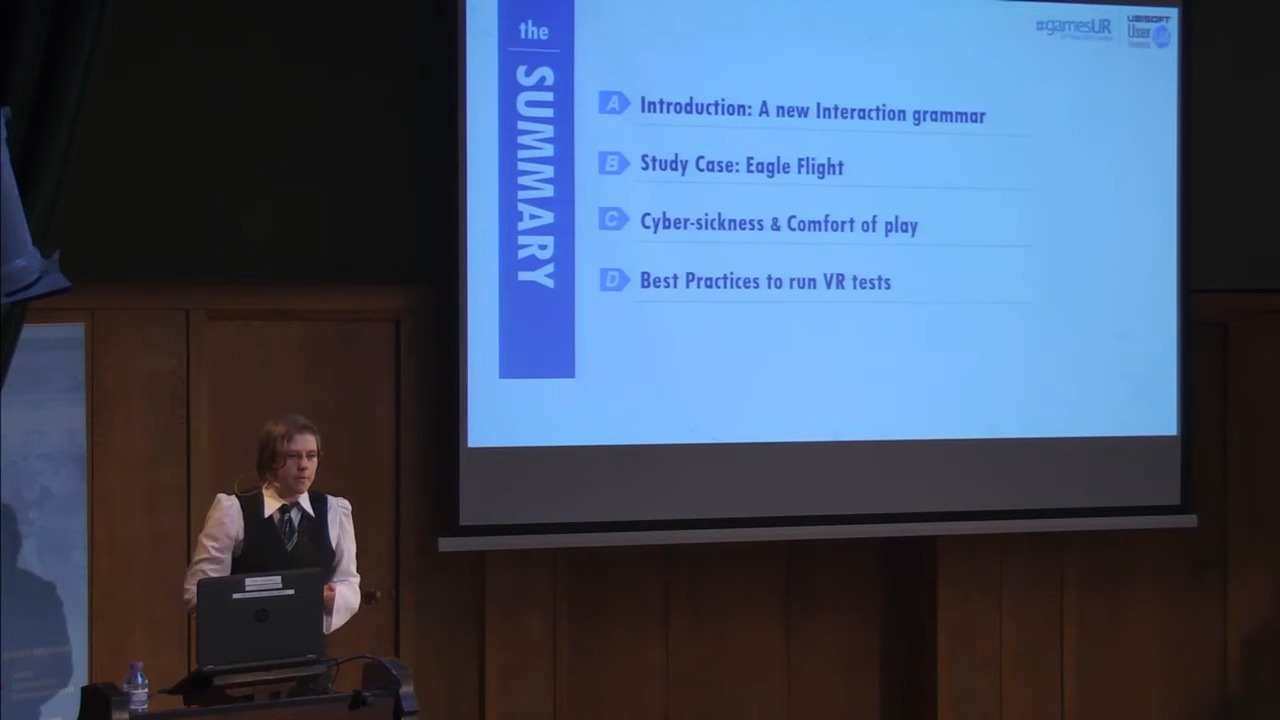 the
SUMMARY
#gamesUR
UBISOFT
User
A Introduction: A new Interaction grammar
B Study Case: Eagle Flight
C Cyber-sickness & Comfort of play
D Best Practices to run VR tests